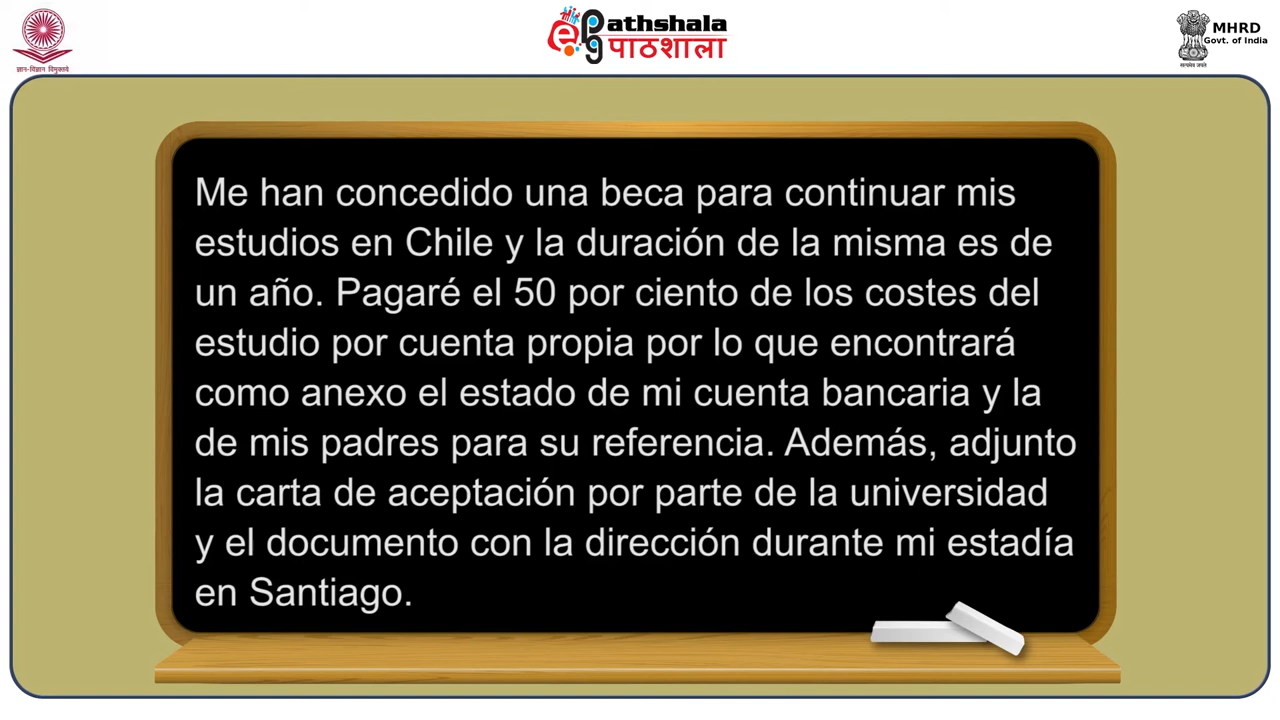 ज्ञान-विज्ञान विमुक्तये
ePathshala
पाठशाला
सत्यमेव जयते
MHRD
Govt. of India
Me han concedido una beca para continuar mis
estudios en Chile y la duración de la misma es de
un año. Pagaré el 50 por ciento de los costes del
estudio por cuenta propia por lo que encontrará
como anexo el estado de mi cuenta bancaria y la
de mis padres para su referencia. Además, adjunto
la carta de aceptación por parte de la universidad
y el documento con la dirección durante mi estadía
en Santiago.